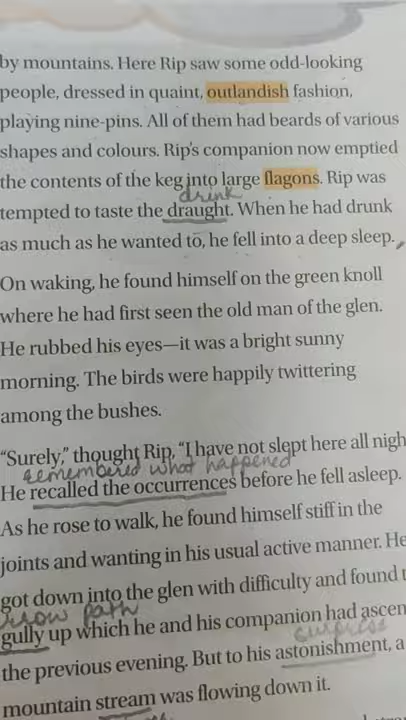 by mountains. Here Rip saw some odd-looking
people, dressed in quaint, outlandish fashion,
playing nine-pins. All of them had beards of various
shapes and colours. Rip's companion now emptied
the contents of the keg into large flagons. Rip was
drink
tempted to taste the draught. When he had drunk
as much as he wanted to, he fell into a deep sleep.
On waking, he found himself on the green knoll
where he had first seen the old man of the glen.
He rubbed his eyes—it was a bright sunny
morning. The birds were happily twittering
among the bushes.
“Surely,” thought Rip, “I have not slept here all nigh
remembered what happened
He recalled the occurrences before he fell asleep.
As he rose to walk, he found himself stiff in the
joints and wanting in his usual active manner. He
got down into the glen with difficulty and found t
rrow path
gully up which he and his companion had ascen
surprise
the previous evening. But to his astonishment, a
mountain stream was flowing down it.